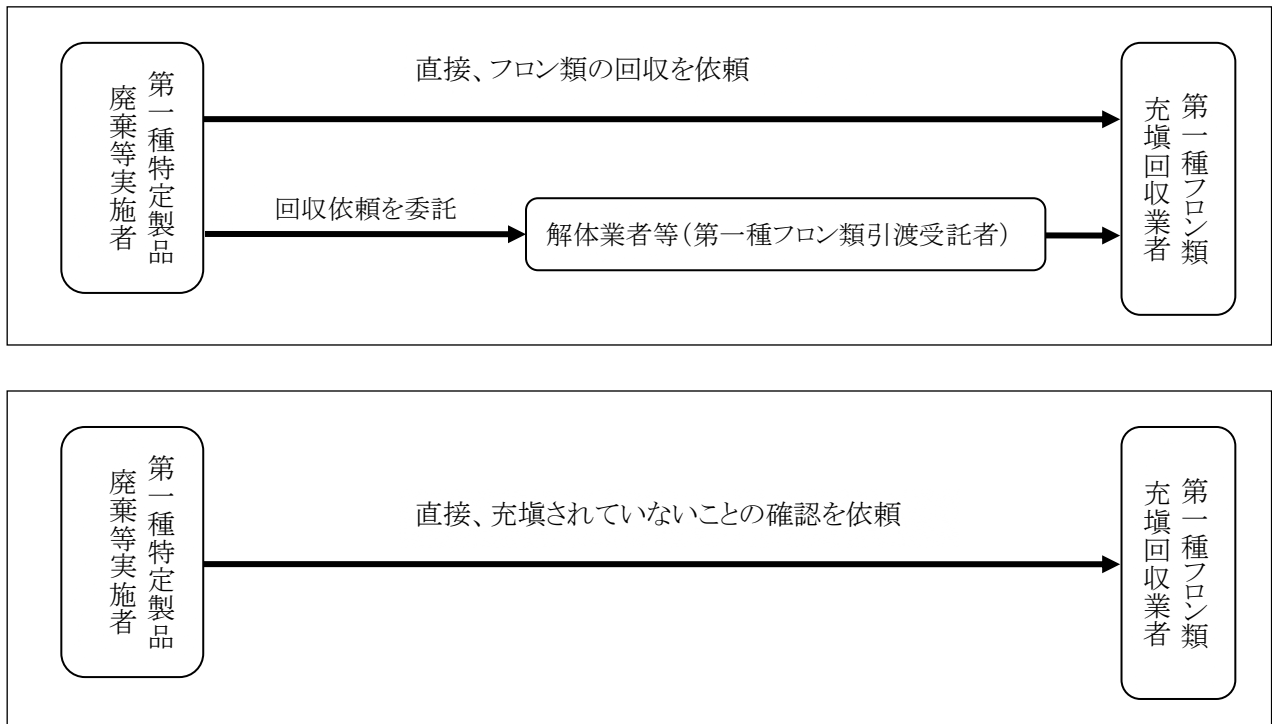 第一種特定製品
廃棄等実施者
直接、フロン類の回収を依頼
回収依頼を委託
解体業者等(第一種フロン類引渡受託者)
第一種フロン類
充塡回収業者
第一種特定製品
廃棄等実施者
直接、充塡されていないことの確認を依頼
第一種フロン類
充塡回収業者